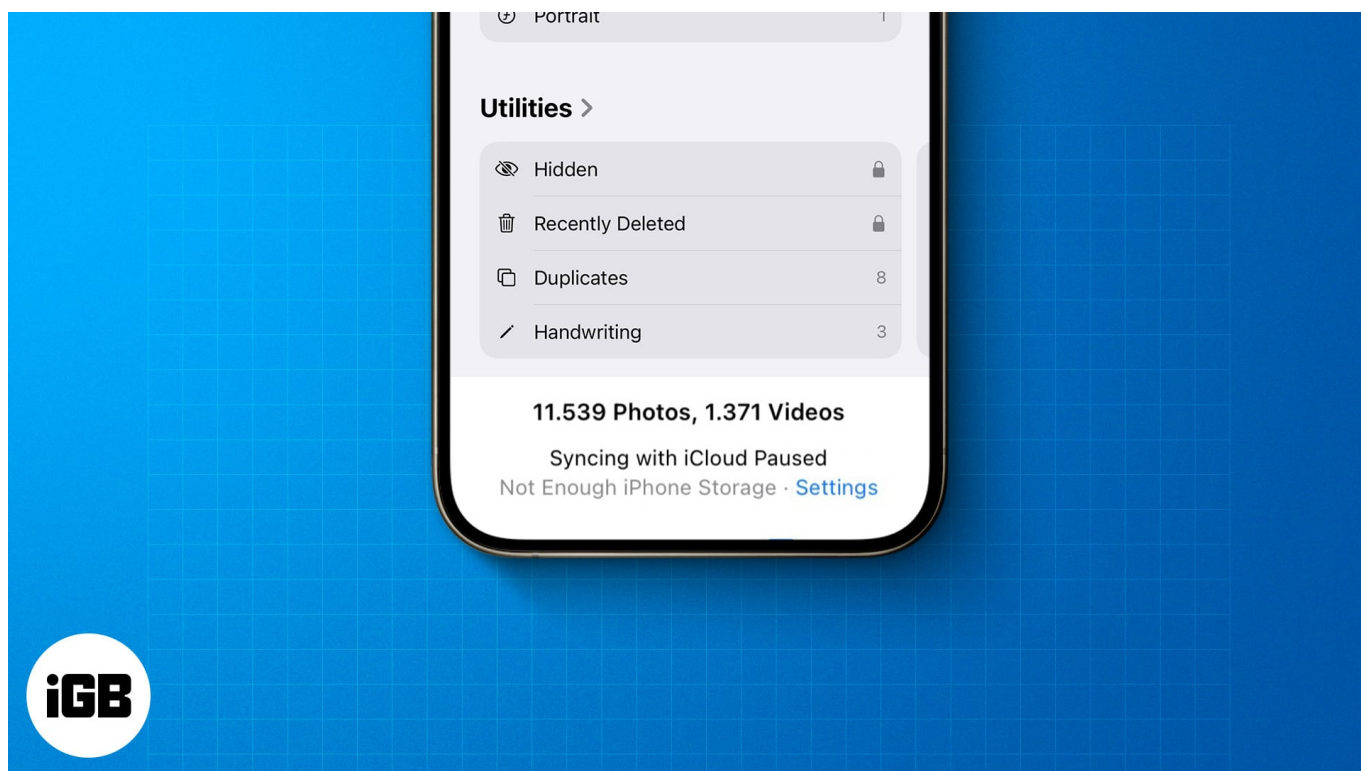 Portrait 1
Utilities >
Hidden
Recently Deleted
Duplicates 8
Handwriting 3
11.539 Photos, 1.371 Videos
Syncing with iCloud Paused
Not Enough iPhone Storage · Settings
iGB